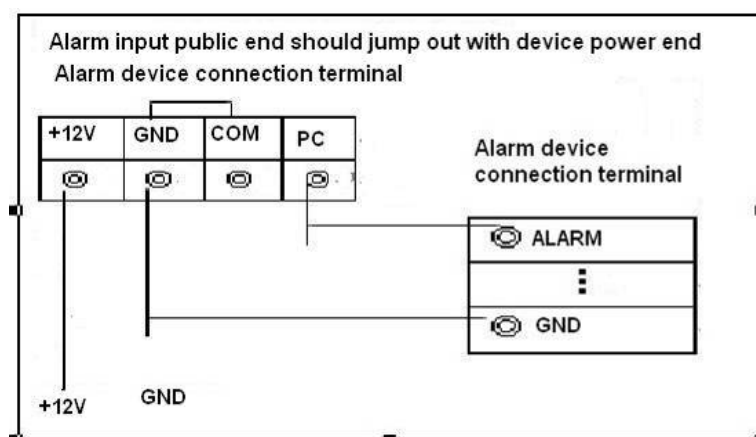 Alarm input public end should jump out with device power end
Alarm device connection terminal
+12V GND COM PC
Alarm device
connection terminal
ALARM
GND
+12V GND